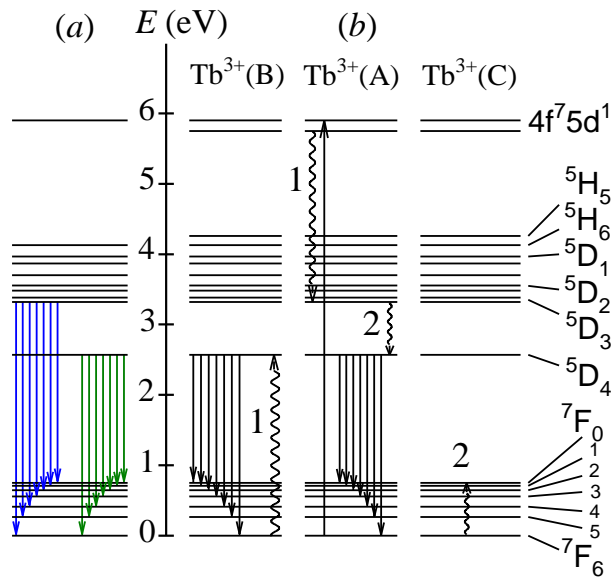 (a) E (eV) (b)
Tb³⁺(B) Tb³⁺(A) Tb³⁺(C)
6
4f⁷5d¹
1
5
⁵H₅
⁵H₆
4
⁵D₁
⁵D₂
3
2
⁵D₃
⁵D₄
2
1
⁷F₀
1
2
1
2
3
4
5
0
⁷F₆